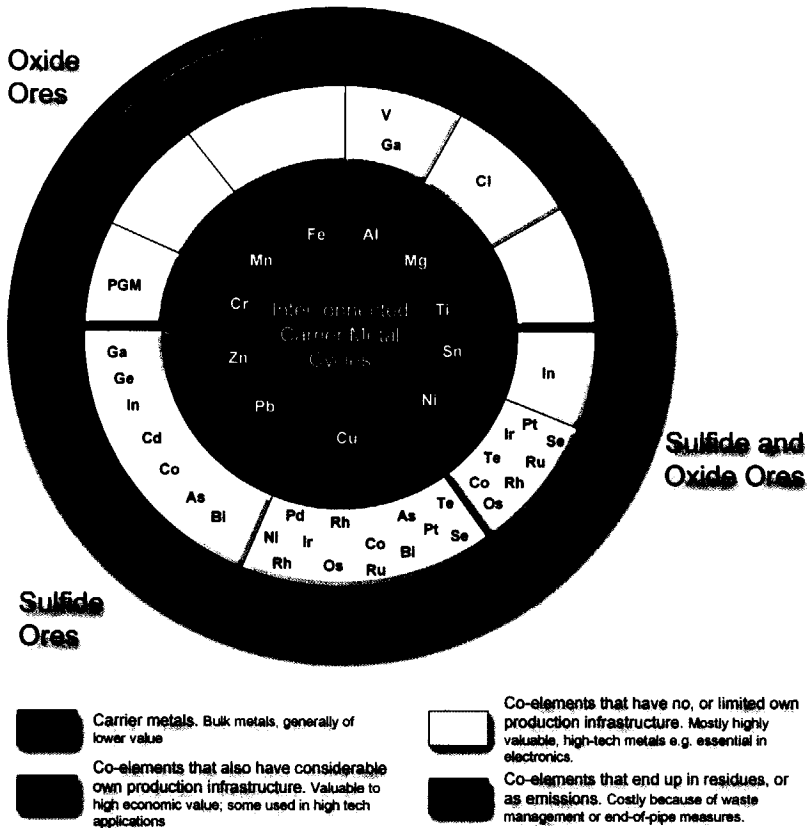 Oxide
Ores
V
Ga
Cl
PGM
Fe Al
Mn Mg
Cr Ti
Interconnected
Carrier Metal
Cycles
Zn Sn
Pb Ni
Cu
Ga
Ge
In
Cd
Co
As
Bi
Pd Rh As Te
Ni Ir Co Pt Se
Rh Os Bi
Ru
In
Ir Pt Se
Te Ru
Co Rh
Os
Sulfide and
Oxide Ores
Sulfide
Ores
Carrier metals. Bulk metals, generally of
lower value
Co-elements that also have considerable
own production infrastructure. Valuable to
high economic value; some used in high tech
applications
Co-elements that have no, or limited own
production infrastructure. Mostly highly
valuable, high-tech metals e.g. essential in
electronics.
Co-elements that end up in residues, or
as emissions. Costly because of waste
management or end-of-pipe measures.